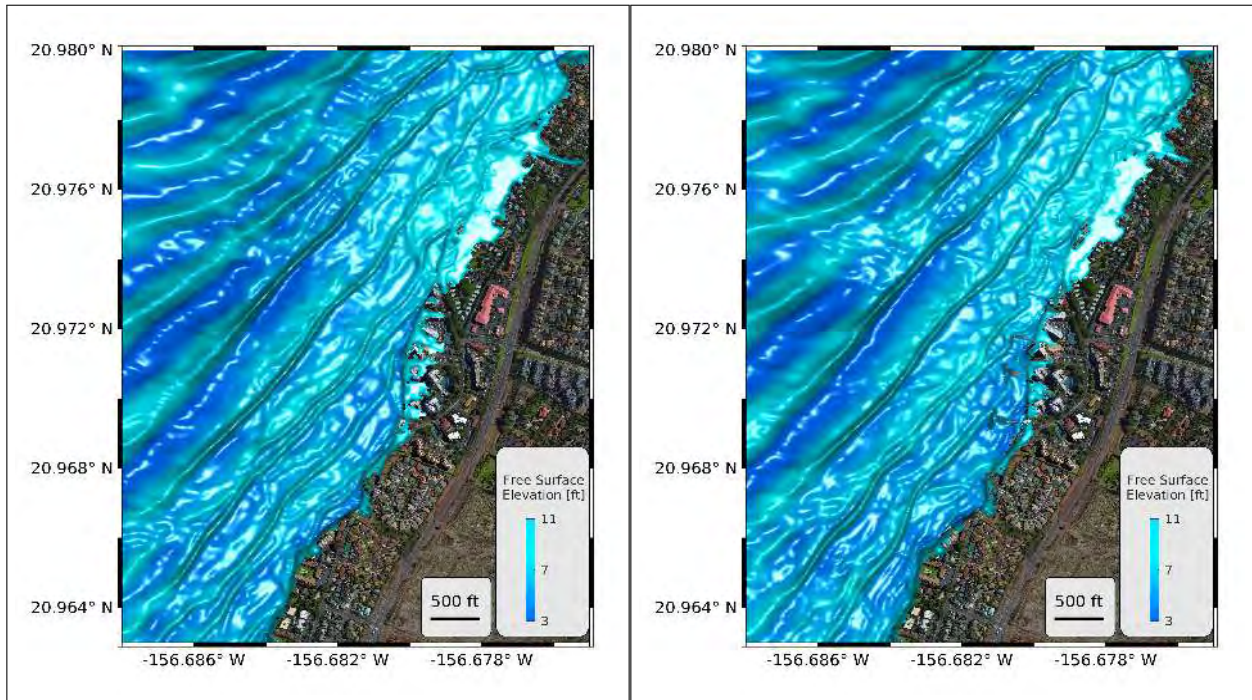 20.980° N
20.976° N
20.972° N
20.968° N
20.964° N
-156.686° W
-156.682° W
-156.678° W
Free Surface
Elevation [ft]
11
7
3
500 ft
20.980° N
20.976° N
20.972° N
20.968° N
20.964° N
-156.686° W
-156.682° W
-156.678° W
Free Surface
Elevation [ft]
11
7
3
500 ft